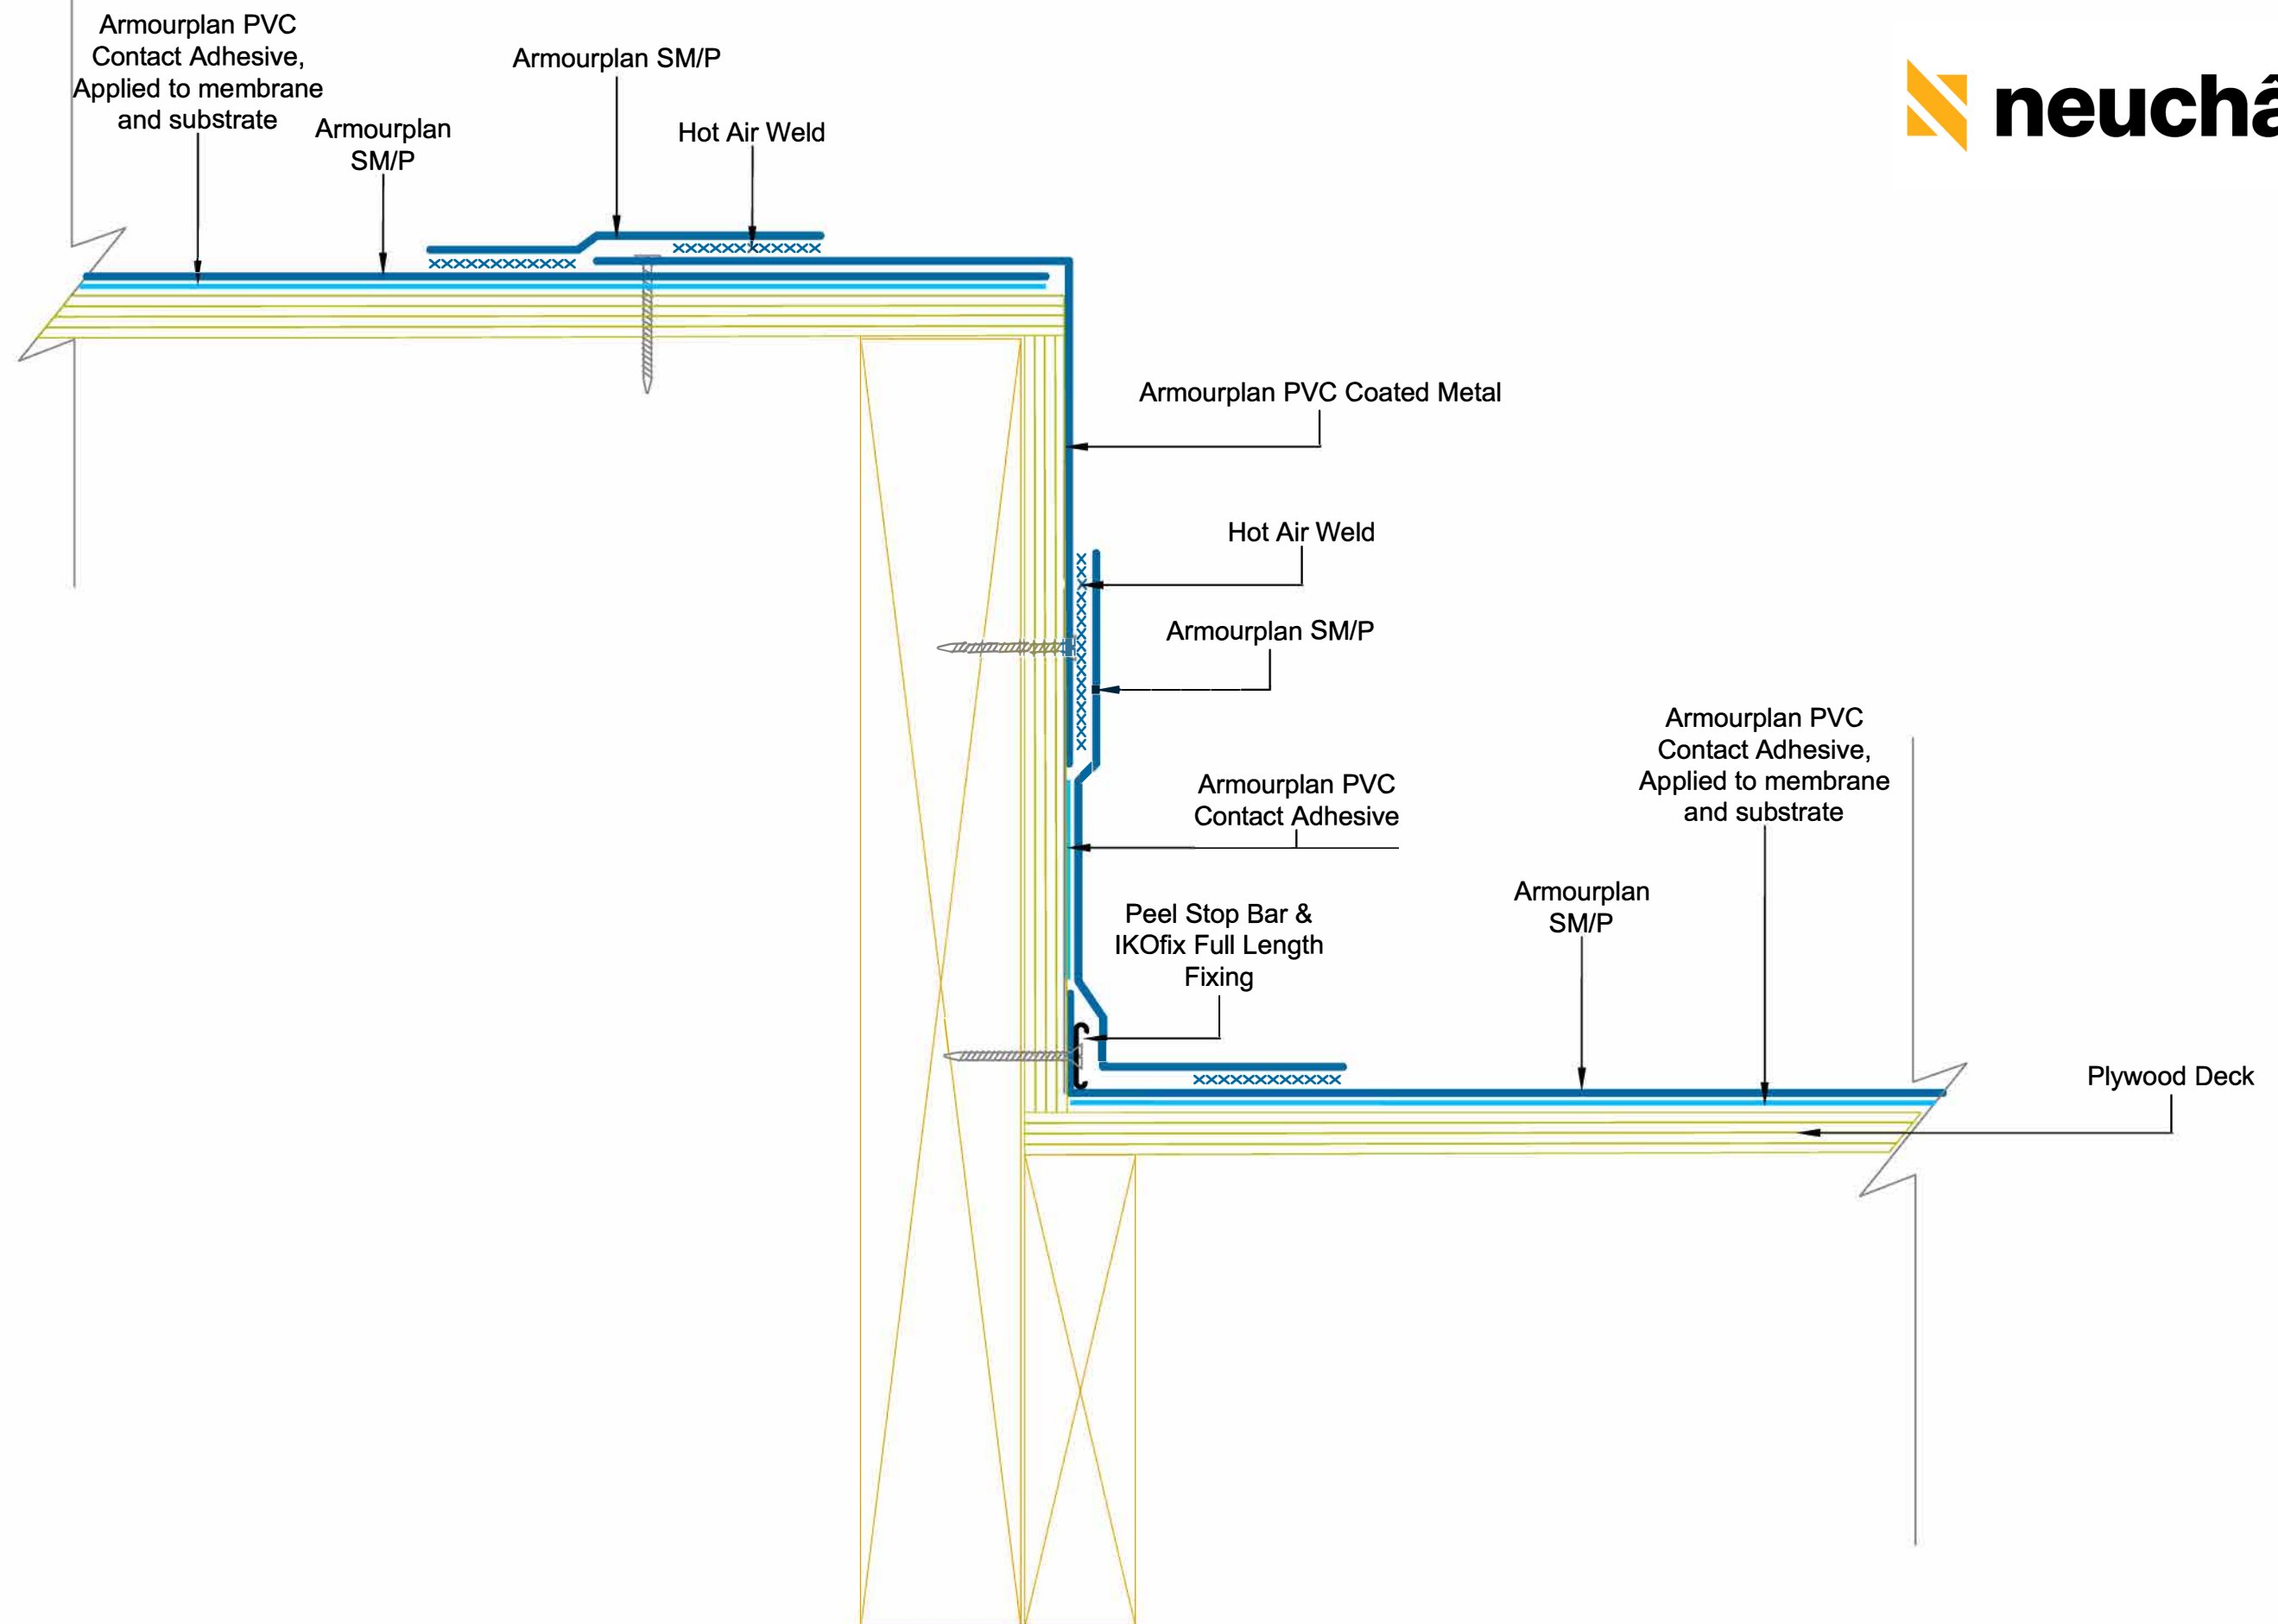 Armourplan PVC
Contact Adhesive,
Applied to membrane
and substrate
Armourplan
SM/P
Armourplan SM/P
Hot Air Weld
neuchâ
Armourplan PVC Coated Metal
Hot Air Weld
Armourplan SM/P
Armourplan PVC
Contact Adhesive
Peel Stop Bar &
IKOfix Full Length
Fixing
Armourplan
SM/P
Armourplan PVC
Contact Adhesive,
Applied to membrane
and substrate
Plywood Deck